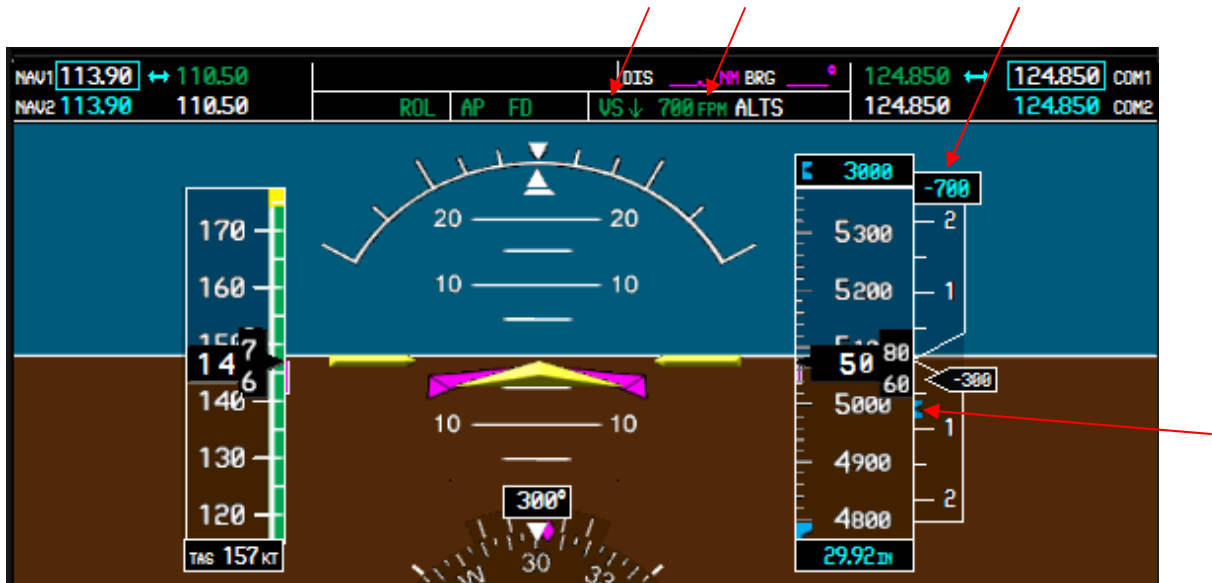 NAV1 113.90 ↔ 110.50 DIS __._ NM BRG ___° 124.850 ↔ 124.850 COM1
NAV2 113.90 110.50 ROL AP FD VS↓ 700 FPM ALTS 124.850 124.850 COM2
3000
-700
170 20 20 5300 2
160 10 10 5200 1
7 80
14 50
6 60 -300
140 5000
10 10 1
130 4900
300° 2
120 4800
TAS 157 KT W 30 33 29.92 IN